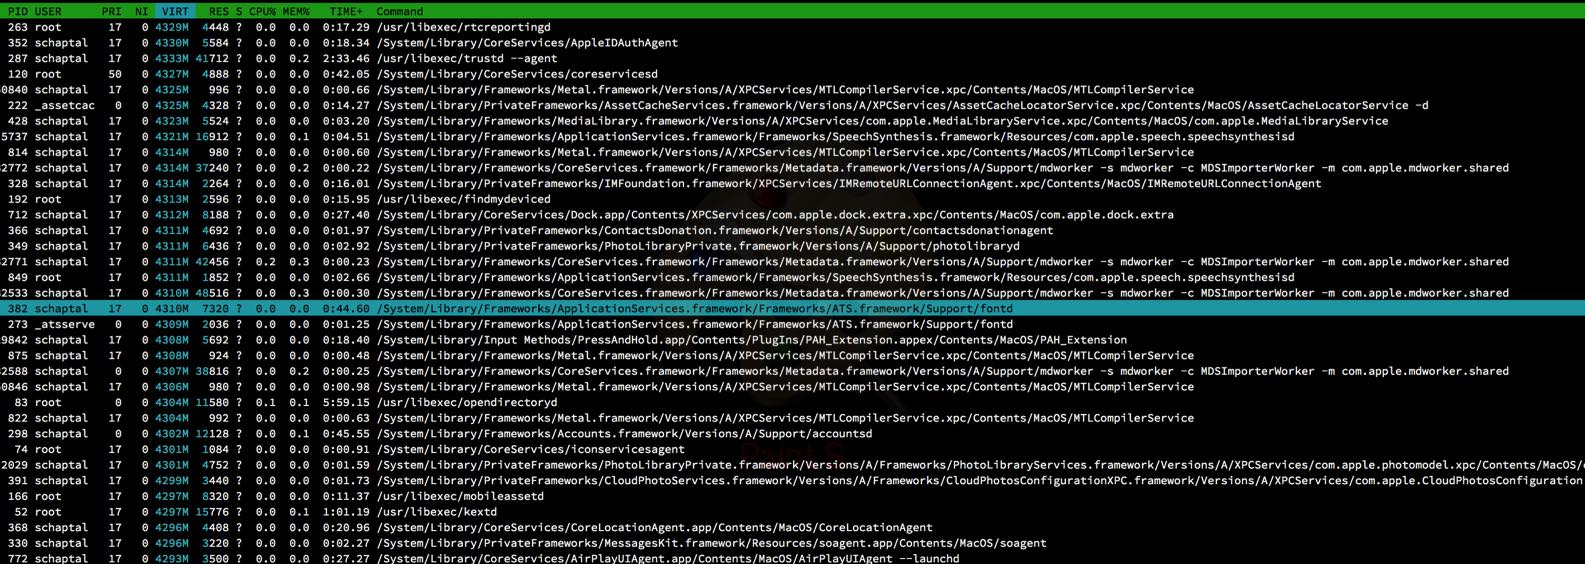 PID USER PRI NI VIRT RES S CPU% MEM% TIME+ Command
263 root 17 0 4329M 4448 ? 0.0 0.0 0:17.29 /usr/libexec/rtcreportingd
352 schaptal 17 0 4330M 5584 ? 0.0 0.0 0:18.34 /System/Library/CoreServices/AppleIDAuthAgent
287 schaptal 17 0 4333M 41712 ? 0.0 0.2 2:33.46 /usr/libexec/trustd --agent
120 root 50 0 4327M 4888 ? 0.0 0.0 0:42.05 /System/Library/CoreServices/coreservicesd
0840 schaptal 17 0 4325M 996 ? 0.0 0.0 0:00.66 /System/Library/Frameworks/Metal.framework/Versions/A/XPCServices/MTLCompilerService.xpc/Contents/MacOS/MTLCompilerService
222 _assetcac 0 0 4325M 4328 ? 0.0 0.0 0:14.27 /System/Library/PrivateFrameworks/AssetCacheServices.framework/Versions/A/XPCServices/AssetCacheLocatorService.xpc/Contents/MacOS/AssetCacheLocatorService -d
428 schaptal 17 0 4323M 5524 ? 0.0 0.0 0:03.20 /System/Library/Frameworks/MediaLibrary.framework/Versions/A/XPCServices/com.apple.MediaLibraryService.xpc/Contents/MacOS/com.apple.MediaLibraryService
5737 schaptal 17 0 4321M 16912 ? 0.0 0.1 0:04.51 /System/Library/Frameworks/ApplicationServices.framework/Frameworks/SpeechSynthesis.framework/Resources/com.apple.speech.speechsynthesisd
814 schaptal 17 0 4314M 980 ? 0.0 0.0 0:00.60 /System/Library/Frameworks/Metal.framework/Versions/A/XPCServices/MTLCompilerService.xpc/Contents/MacOS/MTLCompilerService
2772 schaptal 17 0 4314M 37240 ? 0.0 0.2 0:00.22 /System/Library/Frameworks/CoreServices.framework/Frameworks/Metadata.framework/Versions/A/Support/mdworker -s mdworker -c MDSImporterWorker -m com.apple.mdworker.shared
328 schaptal 17 0 4314M 2264 ? 0.0 0.0 0:16.01 /System/Library/PrivateFrameworks/IMFoundation.framework/XPCServices/IMRemoteURLConnectionAgent.xpc/Contents/MacOS/IMRemoteURLConnectionAgent
192 root 17 0 4313M 2596 ? 0.0 0.0 0:15.95 /usr/libexec/findmydeviced
712 schaptal 17 0 4312M 8188 ? 0.0 0.0 0:27.40 /System/Library/CoreServices/Dock.app/Contents/XPCServices/com.apple.dock.extra.xpc/Contents/MacOS/com.apple.dock.extra
366 schaptal 17 0 4311M 4692 ? 0.0 0.0 0:01.97 /System/Library/PrivateFrameworks/ContactsDonation.framework/Versions/A/Support/contactsdonationagent
349 schaptal 17 0 4311M 6436 ? 0.0 0.0 0:02.92 /System/Library/PrivateFrameworks/PhotoLibraryPrivate.framework/Versions/A/Support/photolibraryd
2771 schaptal 17 0 4311M 42456 ? 0.2 0.3 0:00.23 /System/Library/Frameworks/CoreServices.framework/Frameworks/Metadata.framework/Versions/A/Support/mdworker -s mdworker -c MDSImporterWorker -m com.apple.mdworker.shared
849 root 17 0 4311M 1852 ? 0.0 0.0 0:02.66 /System/Library/Frameworks/ApplicationServices.framework/Frameworks/SpeechSynthesis.framework/Resources/com.apple.speech.speechsynthesisd
2533 schaptal 17 0 4310M 48516 ? 0.0 0.3 0:00.30 /System/Library/Frameworks/CoreServices.framework/Frameworks/Metadata.framework/Versions/A/Support/mdworker -s mdworker -c MDSImporterWorker -m com.apple.mdworker.shared
382 schaptal 17 0 4310M 7320 ? 0.0 0.0 0:44.60 /System/Library/Frameworks/ApplicationServices.framework/Frameworks/ATS.framework/Support/fontd
273 _atsserve 0 0 4309M 2036 ? 0.0 0.0 0:01.25 /System/Library/Frameworks/ApplicationServices.framework/Frameworks/ATS.framework/Support/fontd
9842 schaptal 17 0 4308M 5692 ? 0.0 0.0 0:18.40 /System/Library/Input Methods/PressAndHold.app/Contents/PlugIns/PAH_Extension.appex/Contents/MacOS/PAH_Extension
875 schaptal 17 0 4308M 924 ? 0.0 0.0 0:00.48 /System/Library/Frameworks/Metal.framework/Versions/A/XPCServices/MTLCompilerService.xpc/Contents/MacOS/MTLCompilerService
2588 schaptal 0 0 4307M 38816 ? 0.0 0.2 0:00.25 /System/Library/Frameworks/CoreServices.framework/Frameworks/Metadata.framework/Versions/A/Support/mdworker -s mdworker -c MDSImporterWorker -m com.apple.mdworker.shared
0846 schaptal 17 0 4306M 980 ? 0.0 0.0 0:00.98 /System/Library/Frameworks/Metal.framework/Versions/A/XPCServices/MTLCompilerService.xpc/Contents/MacOS/MTLCompilerService
83 root 0 0 4304M 11580 ? 0.1 0.1 5:59.15 /usr/libexec/opendirectoryd
822 schaptal 17 0 4304M 992 ? 0.0 0.0 0:00.63 /System/Library/Frameworks/Metal.framework/Versions/A/XPCServices/MTLCompilerService.xpc/Contents/MacOS/MTLCompilerService
298 schaptal 0 0 4302M 12128 ? 0.0 0.1 0:45.55 /System/Library/Frameworks/Accounts.framework/Versions/A/Support/accountsd
74 root 17 0 4301M 1084 ? 0.0 0.0 0:00.91 /System/Library/CoreServices/iconservicesagent
2029 schaptal 17 0 4301M 4752 ? 0.0 0.0 0:01.59 /System/Library/PrivateFrameworks/PhotoLibraryPrivate.framework/Versions/A/Frameworks/PhotoLibraryServices.framework/Versions/A/XPCServices/com.apple.photomodel.xpc/Contents/MacOS/
391 schaptal 17 0 4299M 3440 ? 0.0 0.0 0:01.73 /System/Library/PrivateFrameworks/CloudPhotoServices.framework/Versions/A/Frameworks/CloudPhotosConfigurationXPC.framework/Versions/A/XPCServices/com.apple.CloudPhotosConfiguration
166 root 17 0 4297M 8320 ? 0.0 0.0 0:11.37 /usr/libexec/mobileassetd
52 root 17 0 4297M 15776 ? 0.0 0.1 1:01.19 /usr/libexec/kextd
368 schaptal 17 0 4296M 4408 ? 0.0 0.0 0:20.96 /System/Library/CoreServices/CoreLocationAgent.app/Contents/MacOS/CoreLocationAgent
330 schaptal 17 0 4296M 3220 ? 0.0 0.0 0:02.27 /System/Library/PrivateFrameworks/MessagesKit.framework/Resources/soagent.app/Contents/MacOS/soagent
772 schaptal 17 0 4293M 3500 ? 0.0 0.0 0:27.27 /System/Library/CoreServices/AirPlayUIAgent.app/Contents/MacOS/AirPlayUIAgent --launchd